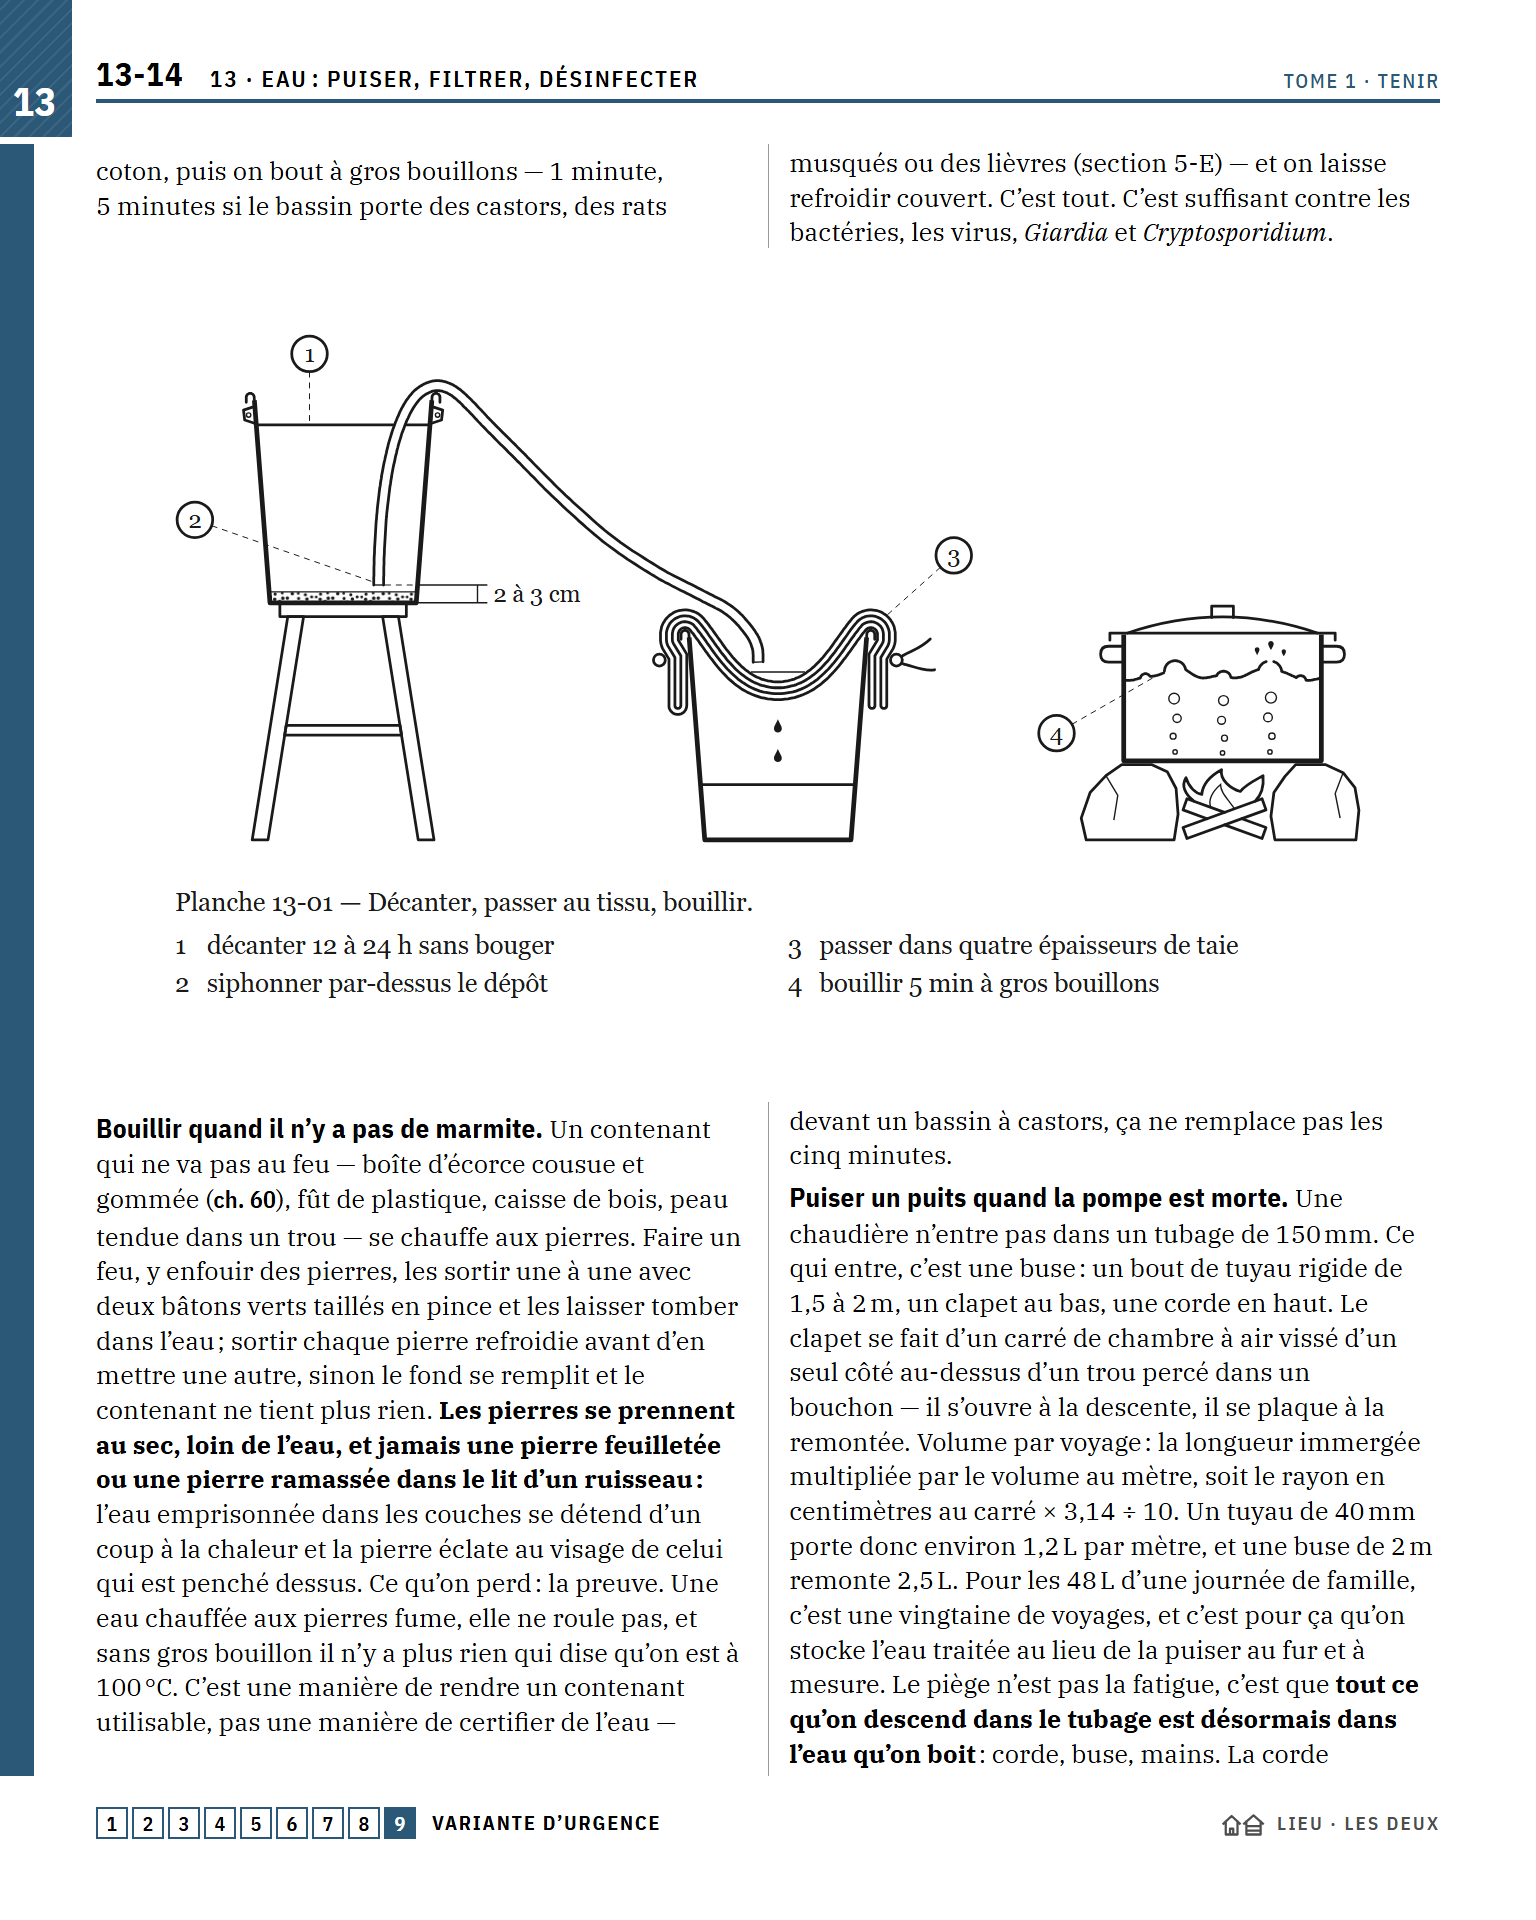 13
13-14 13 · EAU : PUISER, FILTRER, DÉSINFECTER
TOME 1 · TENIR
coton, puis on bout à gros bouillons — 1 minute,
5 minutes si le bassin porte des castors, des rats
musqués ou des lièvres (section 5-E) — et on laisse
refroidir couvert. C’est tout. C’est suffisant contre les
bactéries, les virus, Giardia et Cryptosporidium.
1
2
2 à 3 cm
3
4
Planche 13-01 — Décanter, passer au tissu, bouillir.
1 décanter 12 à 24 h sans bouger
2 siphonner par-dessus le dépôt
3 passer dans quatre épaisseurs de taie
4 bouillir 5 min à gros bouillons
Bouillir quand il n’y a pas de marmite. Un contenant
qui ne va pas au feu — boîte d’écorce cousue et
gommée (ch. 60), fût de plastique, caisse de bois, peau
tendue dans un trou — se chauffe aux pierres. Faire un
feu, y enfouir des pierres, les sortir une à une avec
deux bâtons verts taillés en pince et les laisser tomber
dans l’eau ; sortir chaque pierre refroidie avant d’en
mettre une autre, sinon le fond se remplit et le
contenant ne tient plus rien. Les pierres se prennent
au sec, loin de l’eau, et jamais une pierre feuilletée
ou une pierre ramassée dans le lit d’un ruisseau :
l’eau emprisonnée dans les couches se détend d’un
coup à la chaleur et la pierre éclate au visage de celui
qui est penché dessus. Ce qu’on perd : la preuve. Une
eau chauffée aux pierres fume, elle ne roule pas, et
sans gros bouillon il n’y a plus rien qui dise qu’on est à
100 °C. C’est une manière de rendre un contenant
utilisable, pas une manière de certifier de l’eau —
devant un bassin à castors, ça ne remplace pas les
cinq minutes.
Puiser un puits quand la pompe est morte. Une
chaudière n’entre pas dans un tubage de 150 mm. Ce
qui entre, c’est une buse : un bout de tuyau rigide de
1,5 à 2 m, un clapet au bas, une corde en haut. Le
clapet se fait d’un carré de chambre à air vissé d’un
seul côté au-dessus d’un trou percé dans un
bouchon — il s’ouvre à la descente, il se plaque à la
remontée. Volume par voyage : la longueur immergée
multipliée par le volume au mètre, soit le rayon en
centimètres au carré × 3,14 ÷ 10. Un tuyau de 40 mm
porte donc environ 1,2 L par mètre, et une buse de 2 m
remonte 2,5 L. Pour les 48 L d’une journée de famille,
c’est une vingtaine de voyages, et c’est pour ça qu’on
stocke l’eau traitée au lieu de la puiser au fur et à
mesure. Le piège n’est pas la fatigue, c’est que tout ce
qu’on descend dans le tubage est désormais dans
l’eau qu’on boit : corde, buse, mains. La corde
1 2 3 4 5 6 7 8 9 VARIANTE D’URGENCE
LIEU · LES DEUX